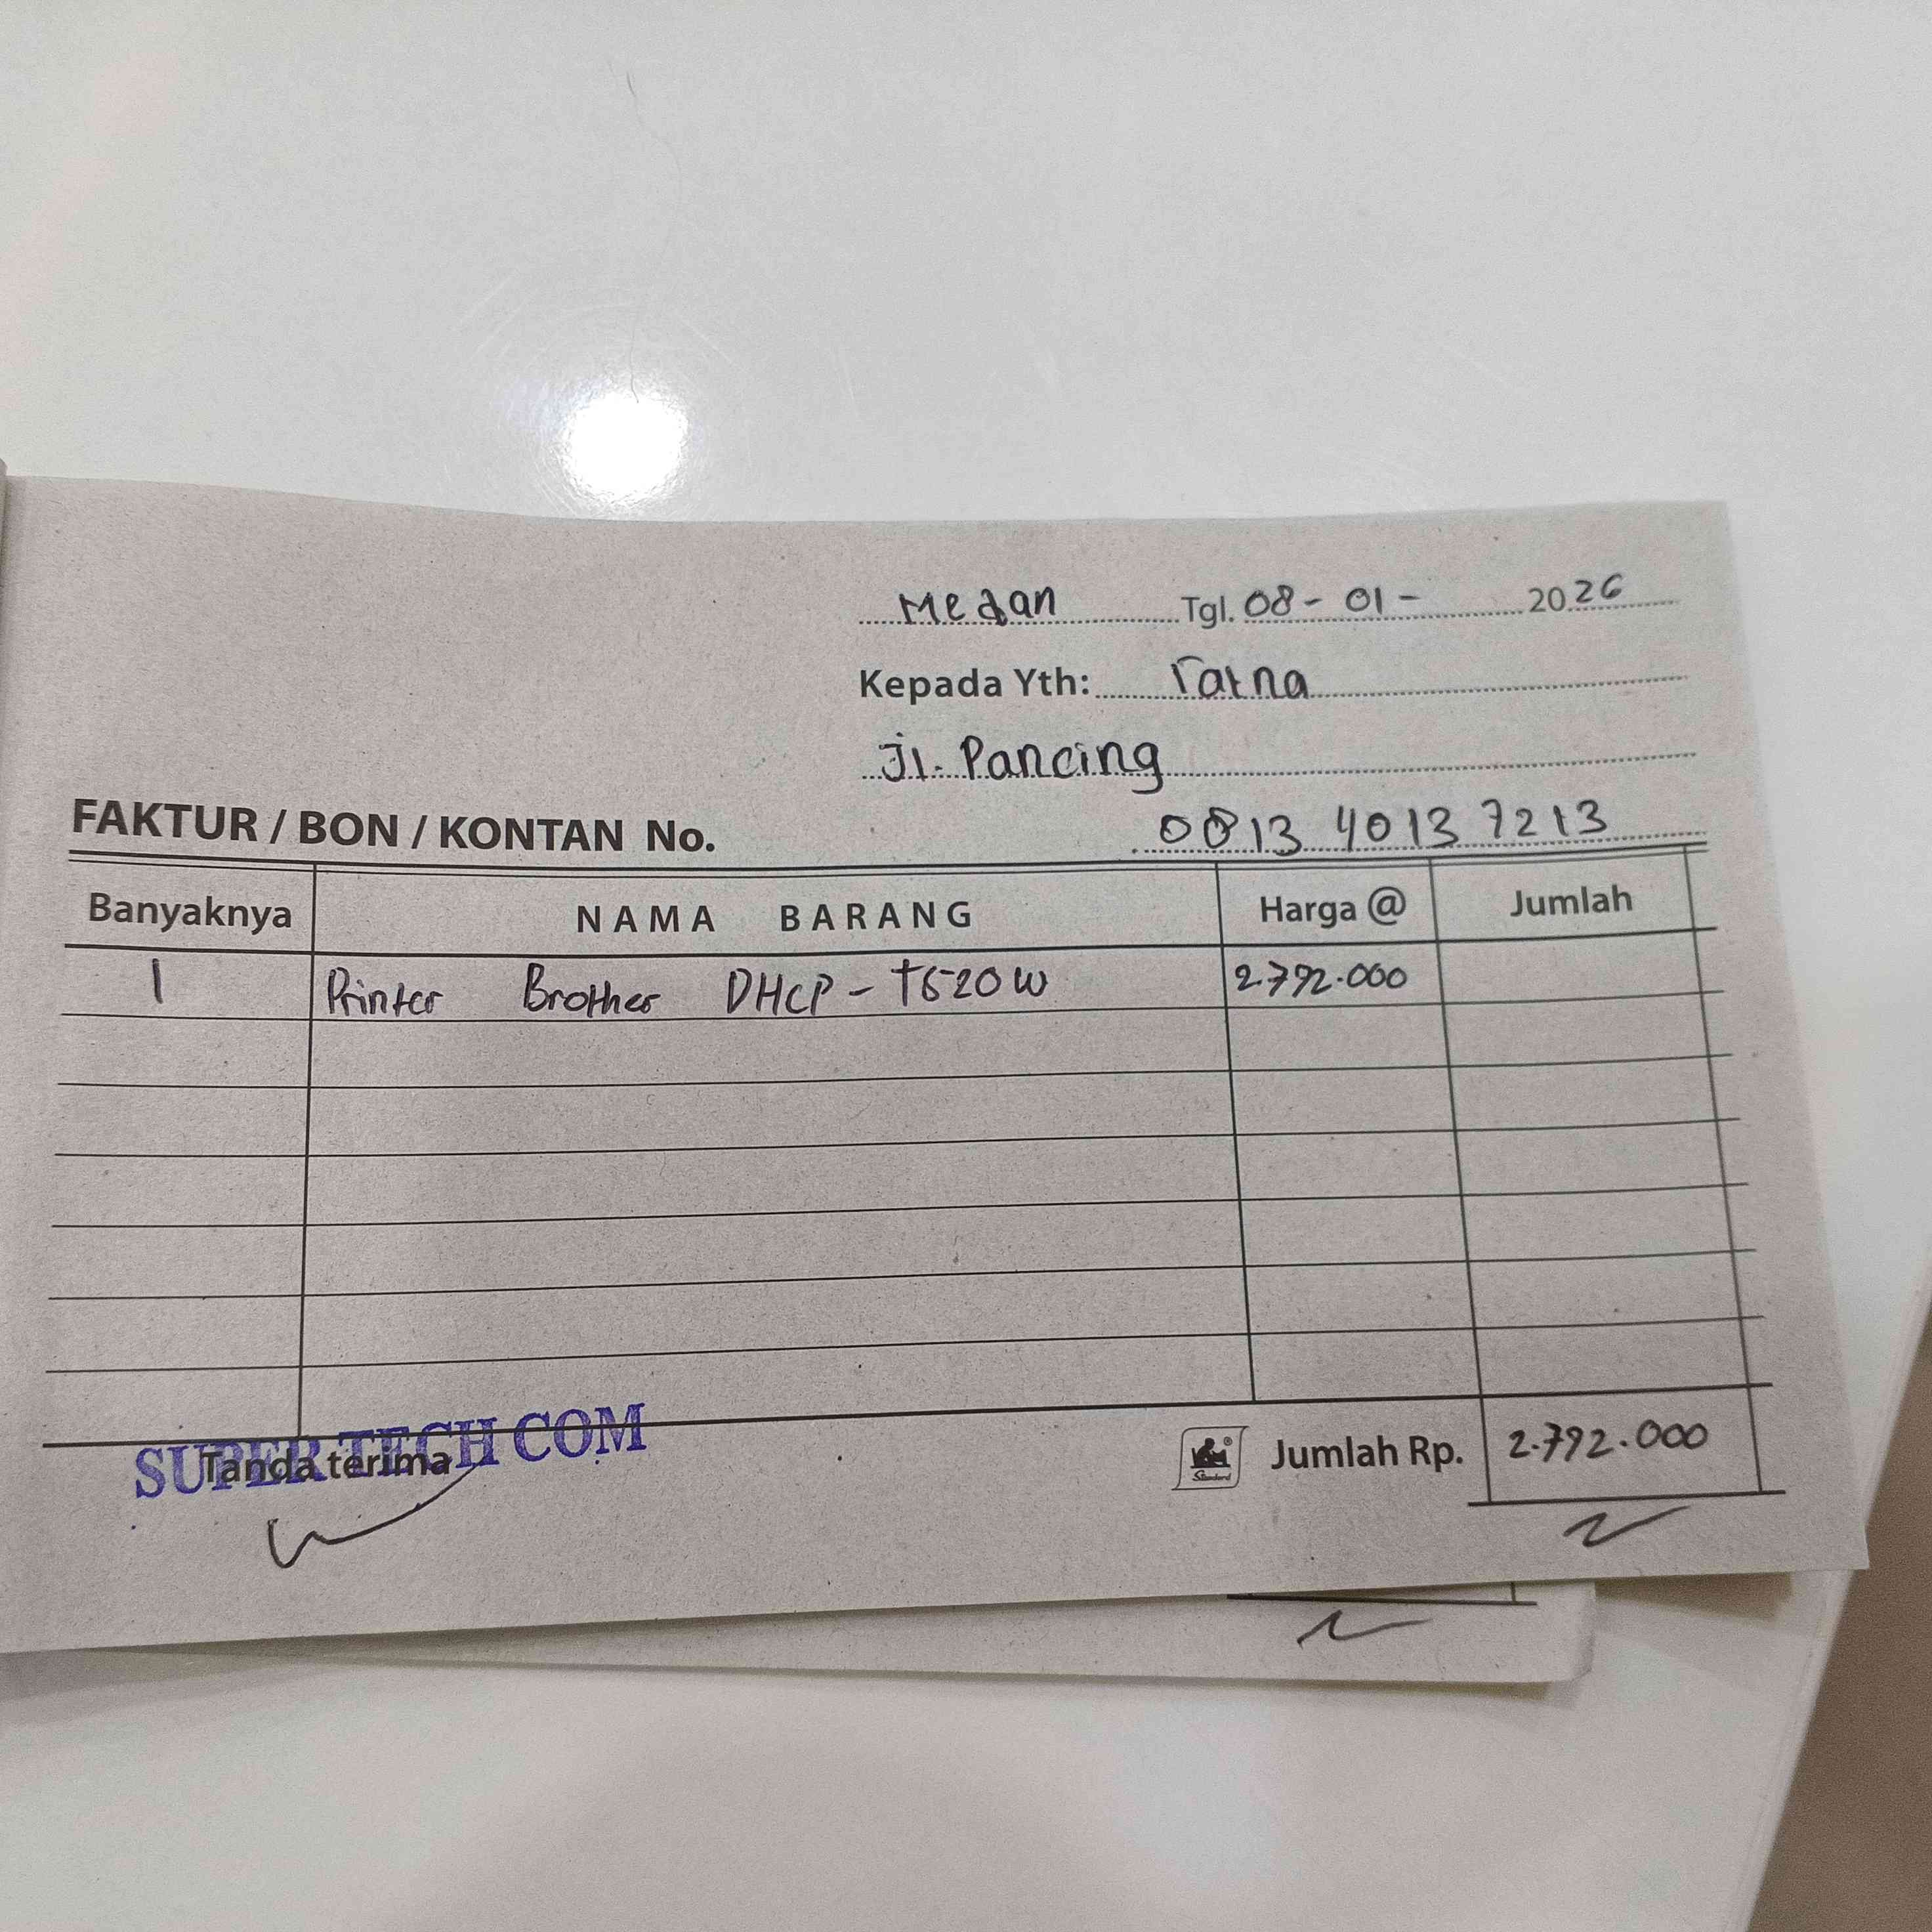 Medan Tgl. 08 - 01 - 2026
Kepada Yth: ratna
Jl. Pancing
FAKTUR / BON / KONTAN No. 0813 4013 7213
Banyaknya NAMA BARANG Harga @ Jumlah
1 Printer Brother DHCP - T520W 2.792.000
SUPER TECH COM
Tanda terima
Standard
Jumlah Rp. 2.792.000